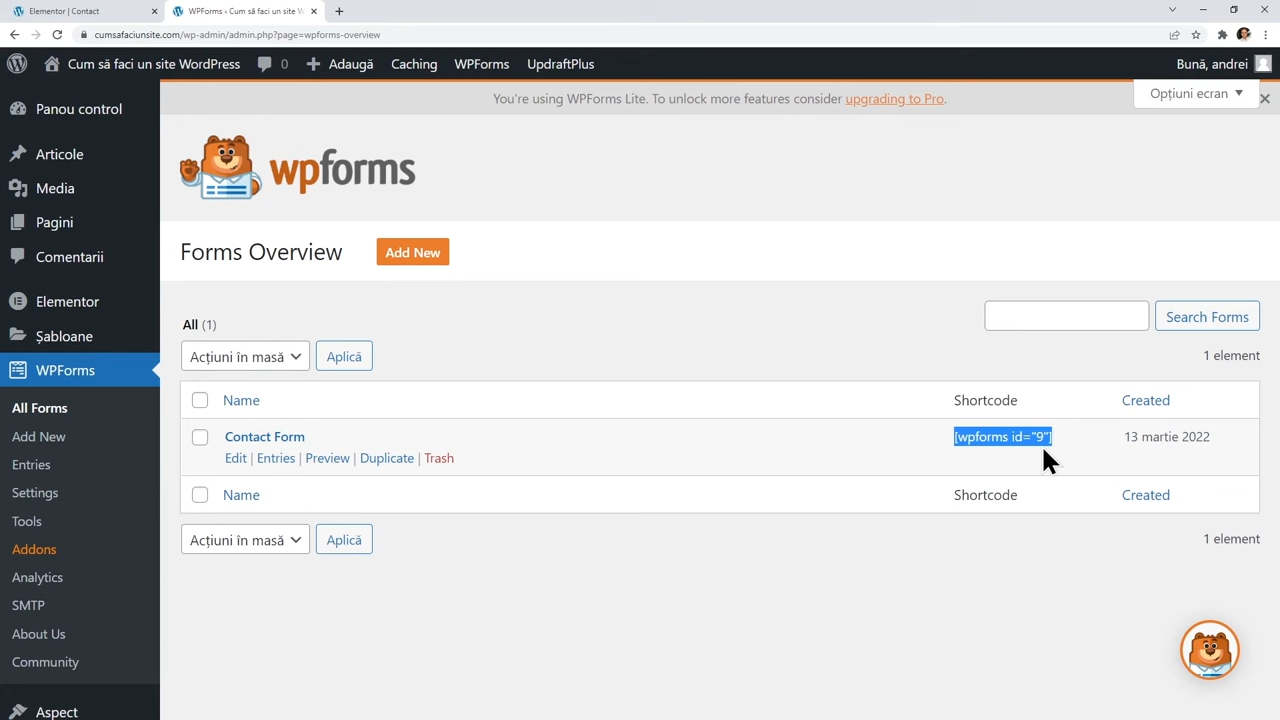 Elementor | Contact
WPForms ‹ Cum să faci un site W
cumsafaciunsite.com/wp-admin/admin.php?page=wpforms-overview
Cum să faci un site WordPress
0
Adaugă
Caching
WPForms
UpdraftPlus
Bună, andrei
Panou control
Articole
Media
Pagini
Comentarii
Elementor
Șabloane
WPForms
All Forms
Add New
Entries
Settings
Tools
Addons
Analytics
SMTP
About Us
Community
Aspect
You're using WPForms Lite. To unlock more features consider upgrading to Pro.
Opțiuni ecran
wpforms
Forms Overview
Add New
All (1)
Search Forms
Acțiuni în masă
Aplică
1 element
Name
Shortcode
Created
Contact Form
[wpforms id="9"]
13 martie 2022
Edit | Entries | Preview | Duplicate | Trash
Name
Shortcode
Created
Acțiuni în masă
Aplică
1 element